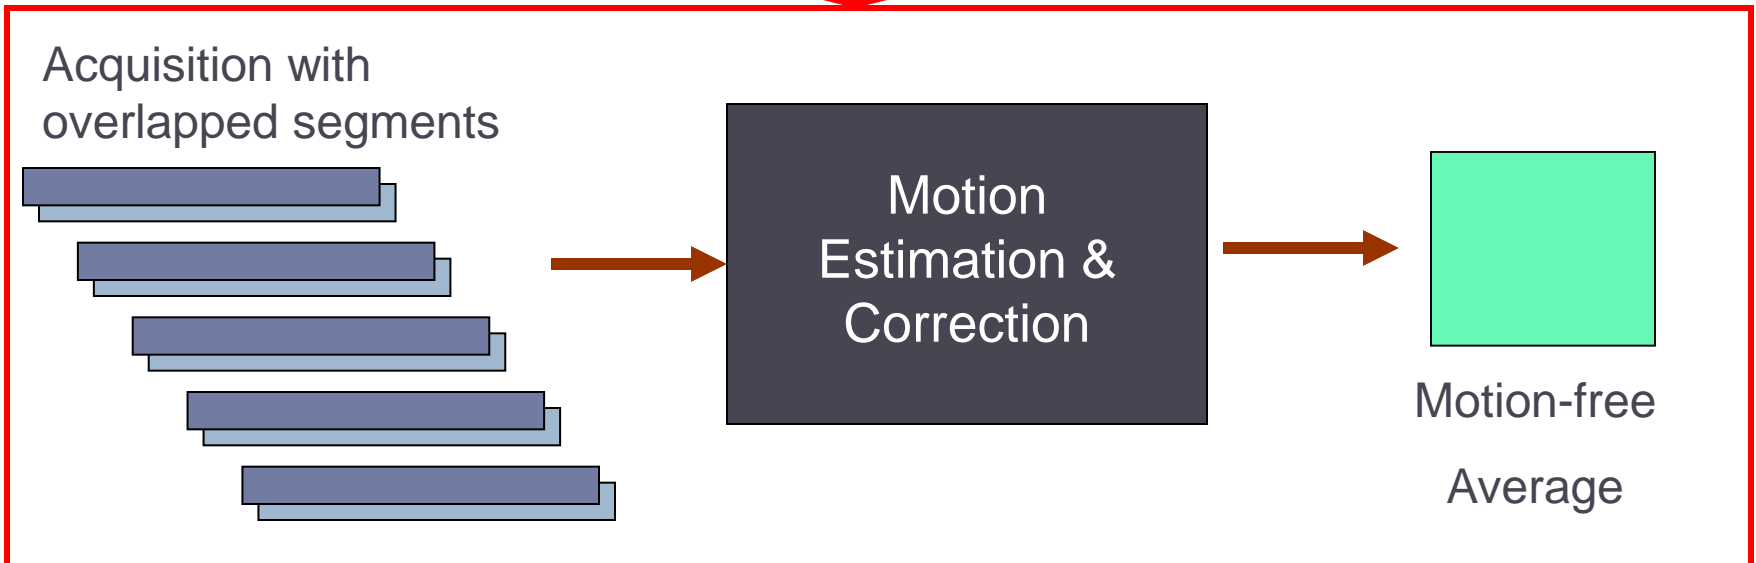 Acquisition with
overlapped segments
Motion
Estimation &
Correction
Motion-free
Average